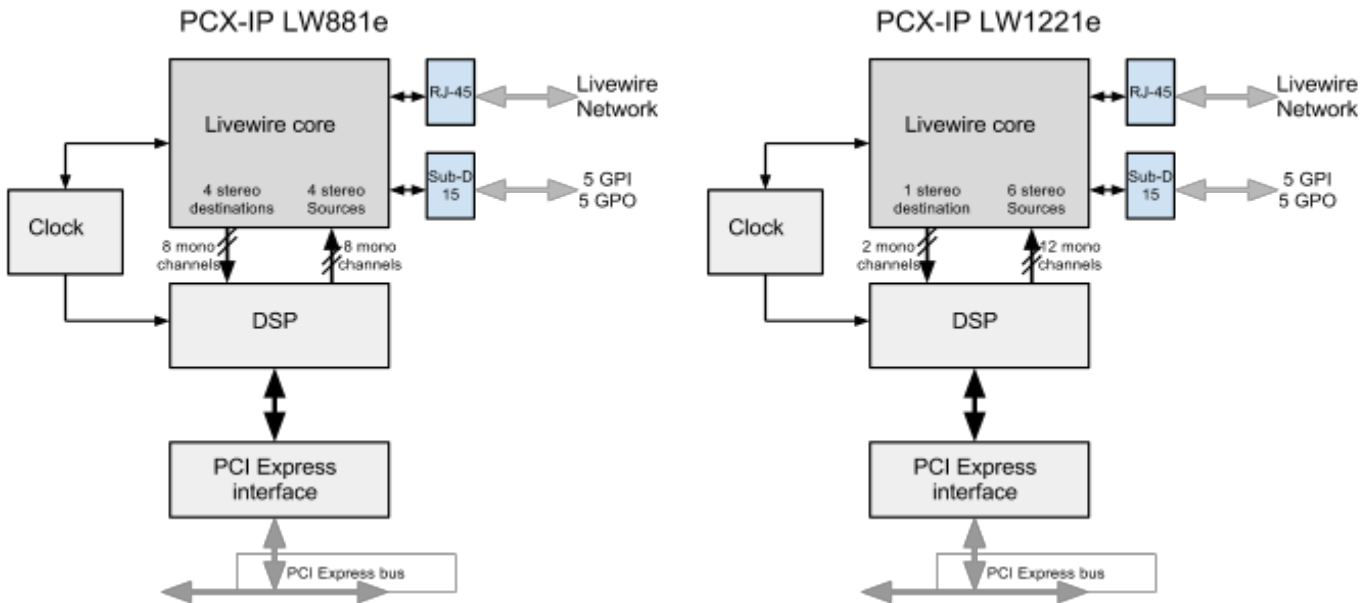 PCX-IP LW881e
Livewire core
RJ-45
Livewire
Network
4 stereo
destinations
4 stereo
Sources
Sub-D
15
5 GPI
5 GPO
Clock
8 mono
channels
8 mono
channels
DSP
PCI Express
interface
PCI Express bus
PCX-IP LW1221e
Livewire core
RJ-45
Livewire
Network
1 stereo
destination
6 stereo
Sources
Sub-D
15
5 GPI
5 GPO
Clock
2 mono
channels
12 mono
channels
DSP
PCI Express
interface
PCI Express bus